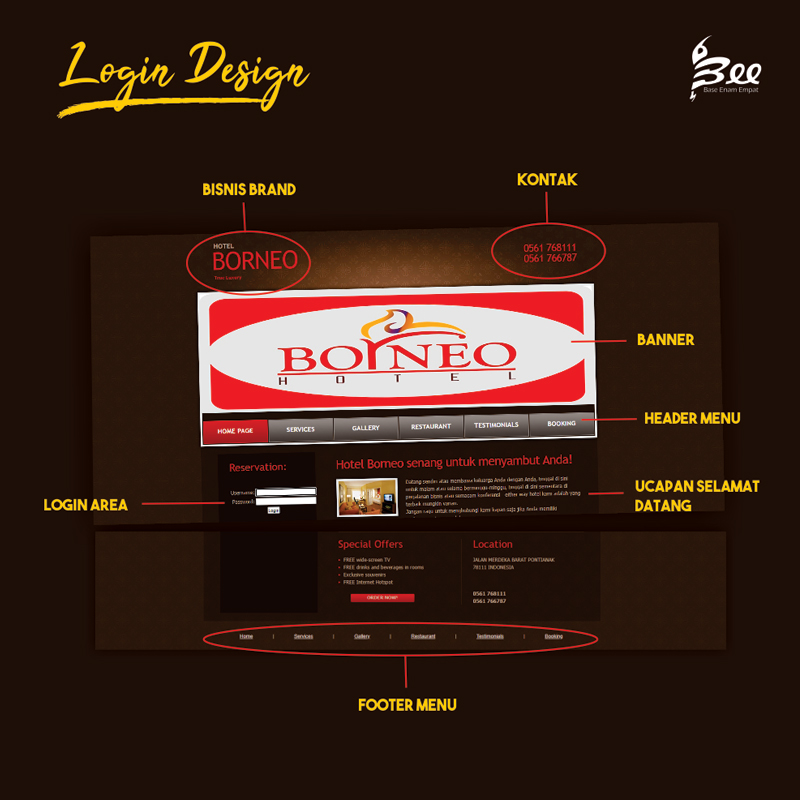 Login Design
Bee
Base Enam Empat
BISNIS BRAND
KONTAK
HOTEL
BORNEO
Your Luxury
0561 768111
0561 766787
BORNEO
HOTEL
BANNER
HOME PAGE
SERVICES
GALLERY
RESTAURANT
TESTIMONIALS
BOOKING
HEADER MENU
Reservation:
Username:
Password:
Login
LOGIN AREA
Hotel Borneo senang untuk menyambut Anda!
Datang sendiri atau membawa keluarga Anda dengan Anda, tinggal di sini
untuk malam atau selama bermacam minggu, tinggal di sini sementara di
perjalanan bisnis atau semacam konferensi - either way hotel kami adalah yang
terbaik mungkin varian.
Jangan ragu untuk menghubungi kami kapan saja jika Anda memiliki
UCAPAN SELAMAT
DATANG
Special Offers
FREE wide-screen TV
FREE drinks and beverages in rooms
Exclusive souvenirs
FREE Internet Hotspot
ORDER NOW!
Location
JALAN MERDEKA BARAT PONTIANAK
78111 INDONESIA
0561 768111
0561 766787
Home | Services | Gallery | Restaurant | Testimonials | Booking
FOOTER MENU